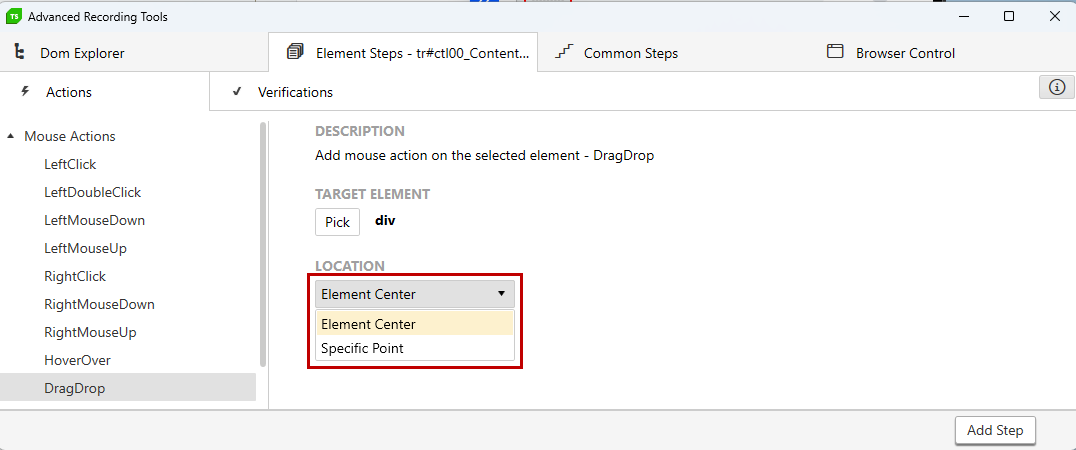 TS Advanced Recording Tools
Dom Explorer
Element Steps - tr#ctl00_Content...
Common Steps
Browser Control
Actions
Verifications
Mouse Actions
LeftClick
LeftDoubleClick
LeftMouseDown
LeftMouseUp
RightClick
RightMouseDown
RightMouseUp
HoverOver
DragDrop
DESCRIPTION
Add mouse action on the selected element - DragDrop
TARGET ELEMENT
Pick div
LOCATION
Element Center
Element Center
Specific Point
Add Step